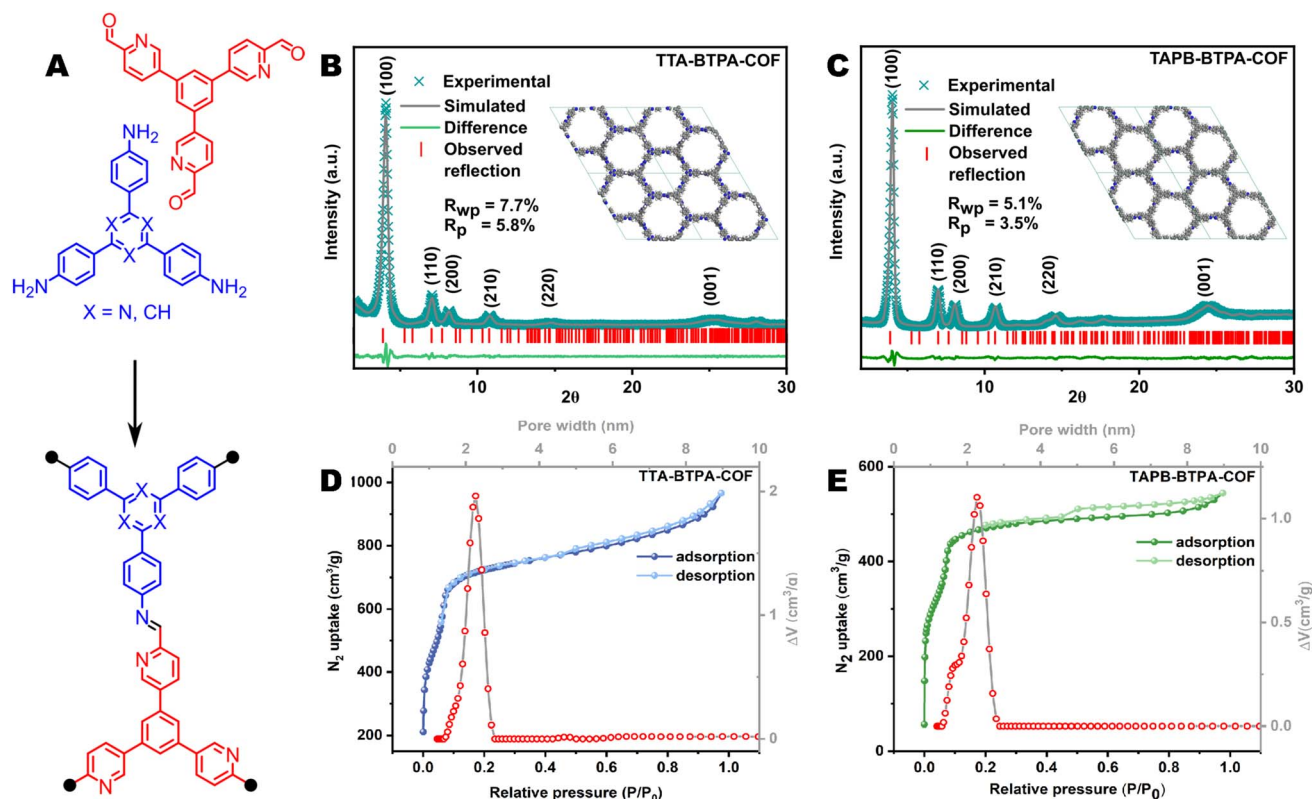 A
O
N
N
O
NH2
N
O
X
X
X
H2N
NH2
X = N, CH
X
X
X
N
N
N
N
B
TTA-BTPA-COF
(100)
Experimental
Simulated
Difference
Observed
reflection
Rwp = 7.7%
Rp = 5.8%
(110)
(200)
(210)
(220)
(001)
Intensity (a.u.)
10
20
30
2θ
C
TAPB-BTPA-COF
(100)
Experimental
Simulated
Difference
Observed
reflection
Rwp = 5.1%
Rp = 3.5%
(110)
(200)
(210)
(220)
(001)
Intensity (a.u.)
10
20
30
2θ
Pore width (nm)
0 2 4 6 8 10
D
TTA-BTPA-COF
adsorption
desorption
N2 uptake (cm3/g)
1000
800
600
400
200
2
1
0
ΔV (cm3/g)
0.0 0.2 0.4 0.6 0.8 1.0
Relative pressure (P/P0)
Pore width (nm)
0 2 4 6 8 10
E
TAPB-BTPA-COF
adsorption
desorption
N2 uptake (cm3/g)
600
450
300
150
0
1.0
0.5
0.0
ΔV(cm3/g)
0.0 0.2 0.4 0.6 0.8 1.0
Relative pressure (P/P0)